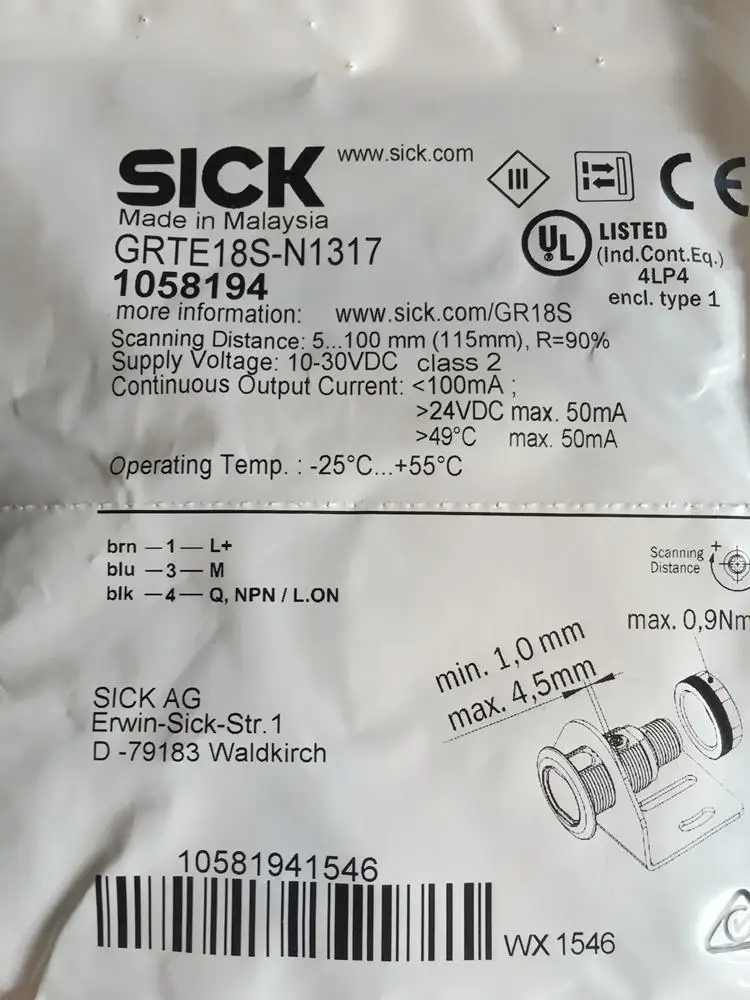 SICK www.sick.com
Made in Malaysia
GRTE18S-N1317
1058194
III
CE
UL LISTED
(Ind.Cont.Eq.)
4LP4
encl. type 1
more information: www.sick.com/GR18S
Scanning Distance: 5...100 mm (115mm), R=90%
Supply Voltage: 10-30VDC class 2
Continuous Output Current: <100mA ;
>24VDC max. 50mA
>49°C max. 50mA
Operating Temp. : -25°C...+55°C
brn —1— L+
blu —3— M
blk —4— Q, NPN / L.ON
Scanning +
Distance
max. 0,9Nm
min. 1,0 mm
max. 4,5mm
SICK AG
Erwin-Sick-Str.1
D -79183 Waldkirch
10581941546
WX 1546